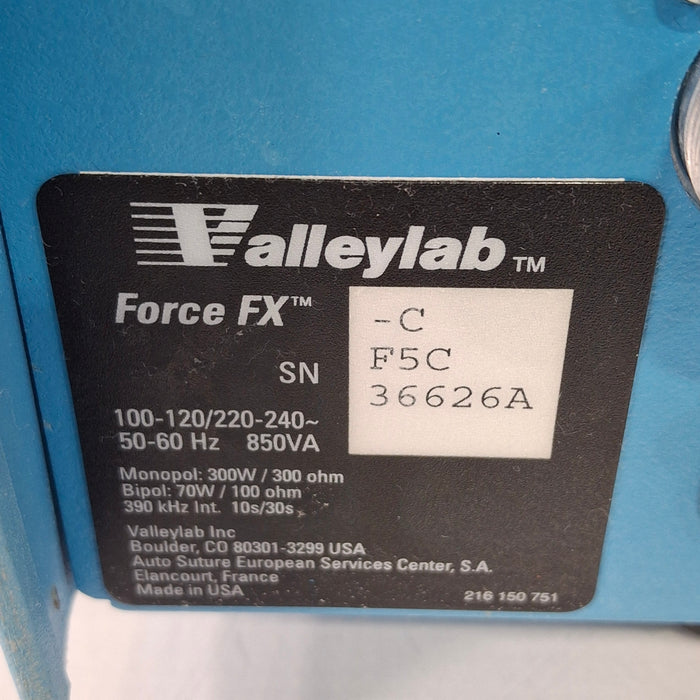 Valleylab™
Force FX™ -C
SN F5C
36626A
100-120/220-240~
50-60 Hz 850VA
Monopol: 300W / 300 ohm
Bipol: 70W / 100 ohm
390 kHz Int. 10s/30s
Valleylab Inc
Boulder, CO 80301-3299 USA
Auto Suture European Services Center, S.A.
Elancourt, France
Made in USA 216 150 751